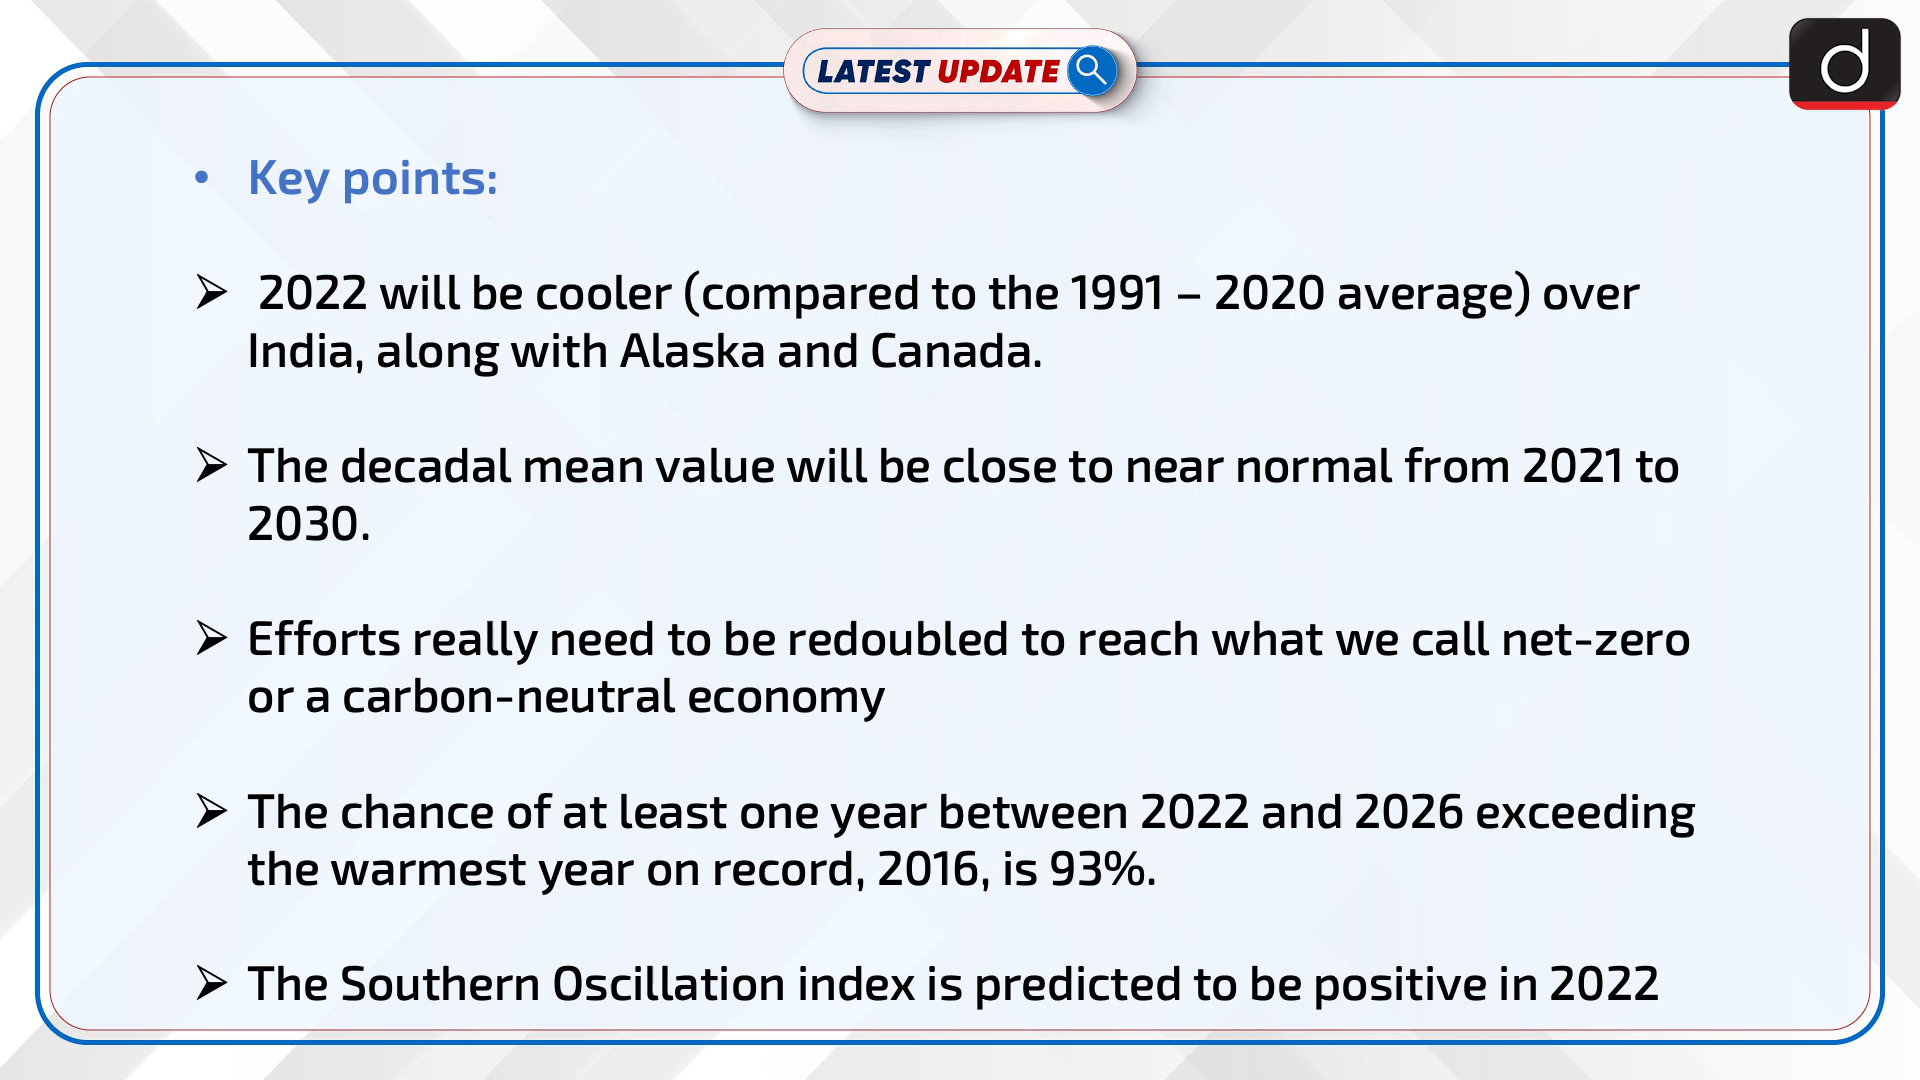 LATEST UPDATE
d
• Key points:
➢ 2022 will be cooler (compared to the 1991 – 2020 average) over
India, along with Alaska and Canada.
➢ The decadal mean value will be close to near normal from 2021 to
2030.
➢ Efforts really need to be redoubled to reach what we call net-zero
or a carbon-neutral economy
➢ The chance of at least one year between 2022 and 2026 exceeding
the warmest year on record, 2016, is 93%.
➢ The Southern Oscillation index is predicted to be positive in 2022